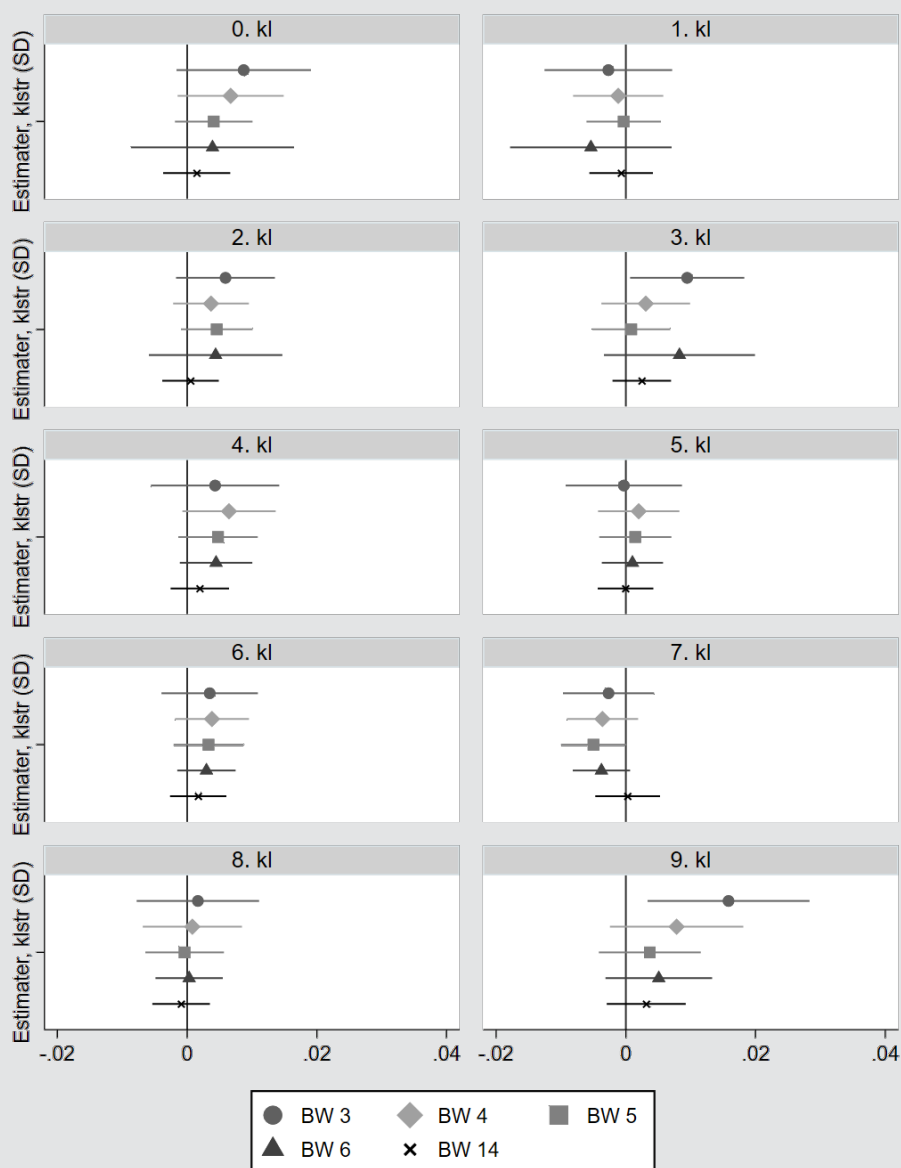 0. kl
1. kl
Estimater, klstr (SD)
2. kl
3. kl
Estimater, klstr (SD)
4. kl
5. kl
Estimater, klstr (SD)
6. kl
7. kl
Estimater, klstr (SD)
8. kl
9. kl
Estimater, klstr (SD)
-.02 0 .02 .04
-.02 0 .02 .04
BW 3 BW 4 BW 5
BW 6 BW 14